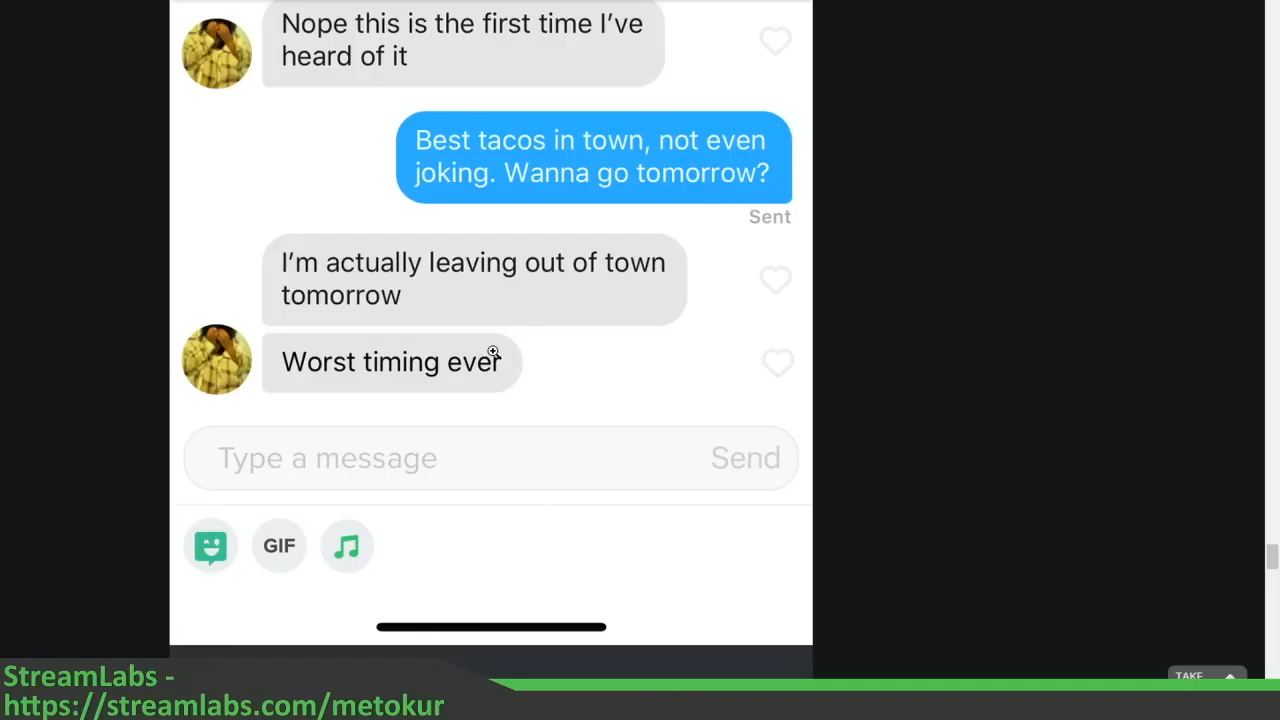 Nope this is the first time I’ve
heard of it
Best tacos in town, not even
joking. Wanna go tomorrow?
Sent
I’m actually leaving out of town
tomorrow
Worst timing ever
Type a message
Send
GIF
TAKE
StreamLabs -
https://streamlabs.com/metokur